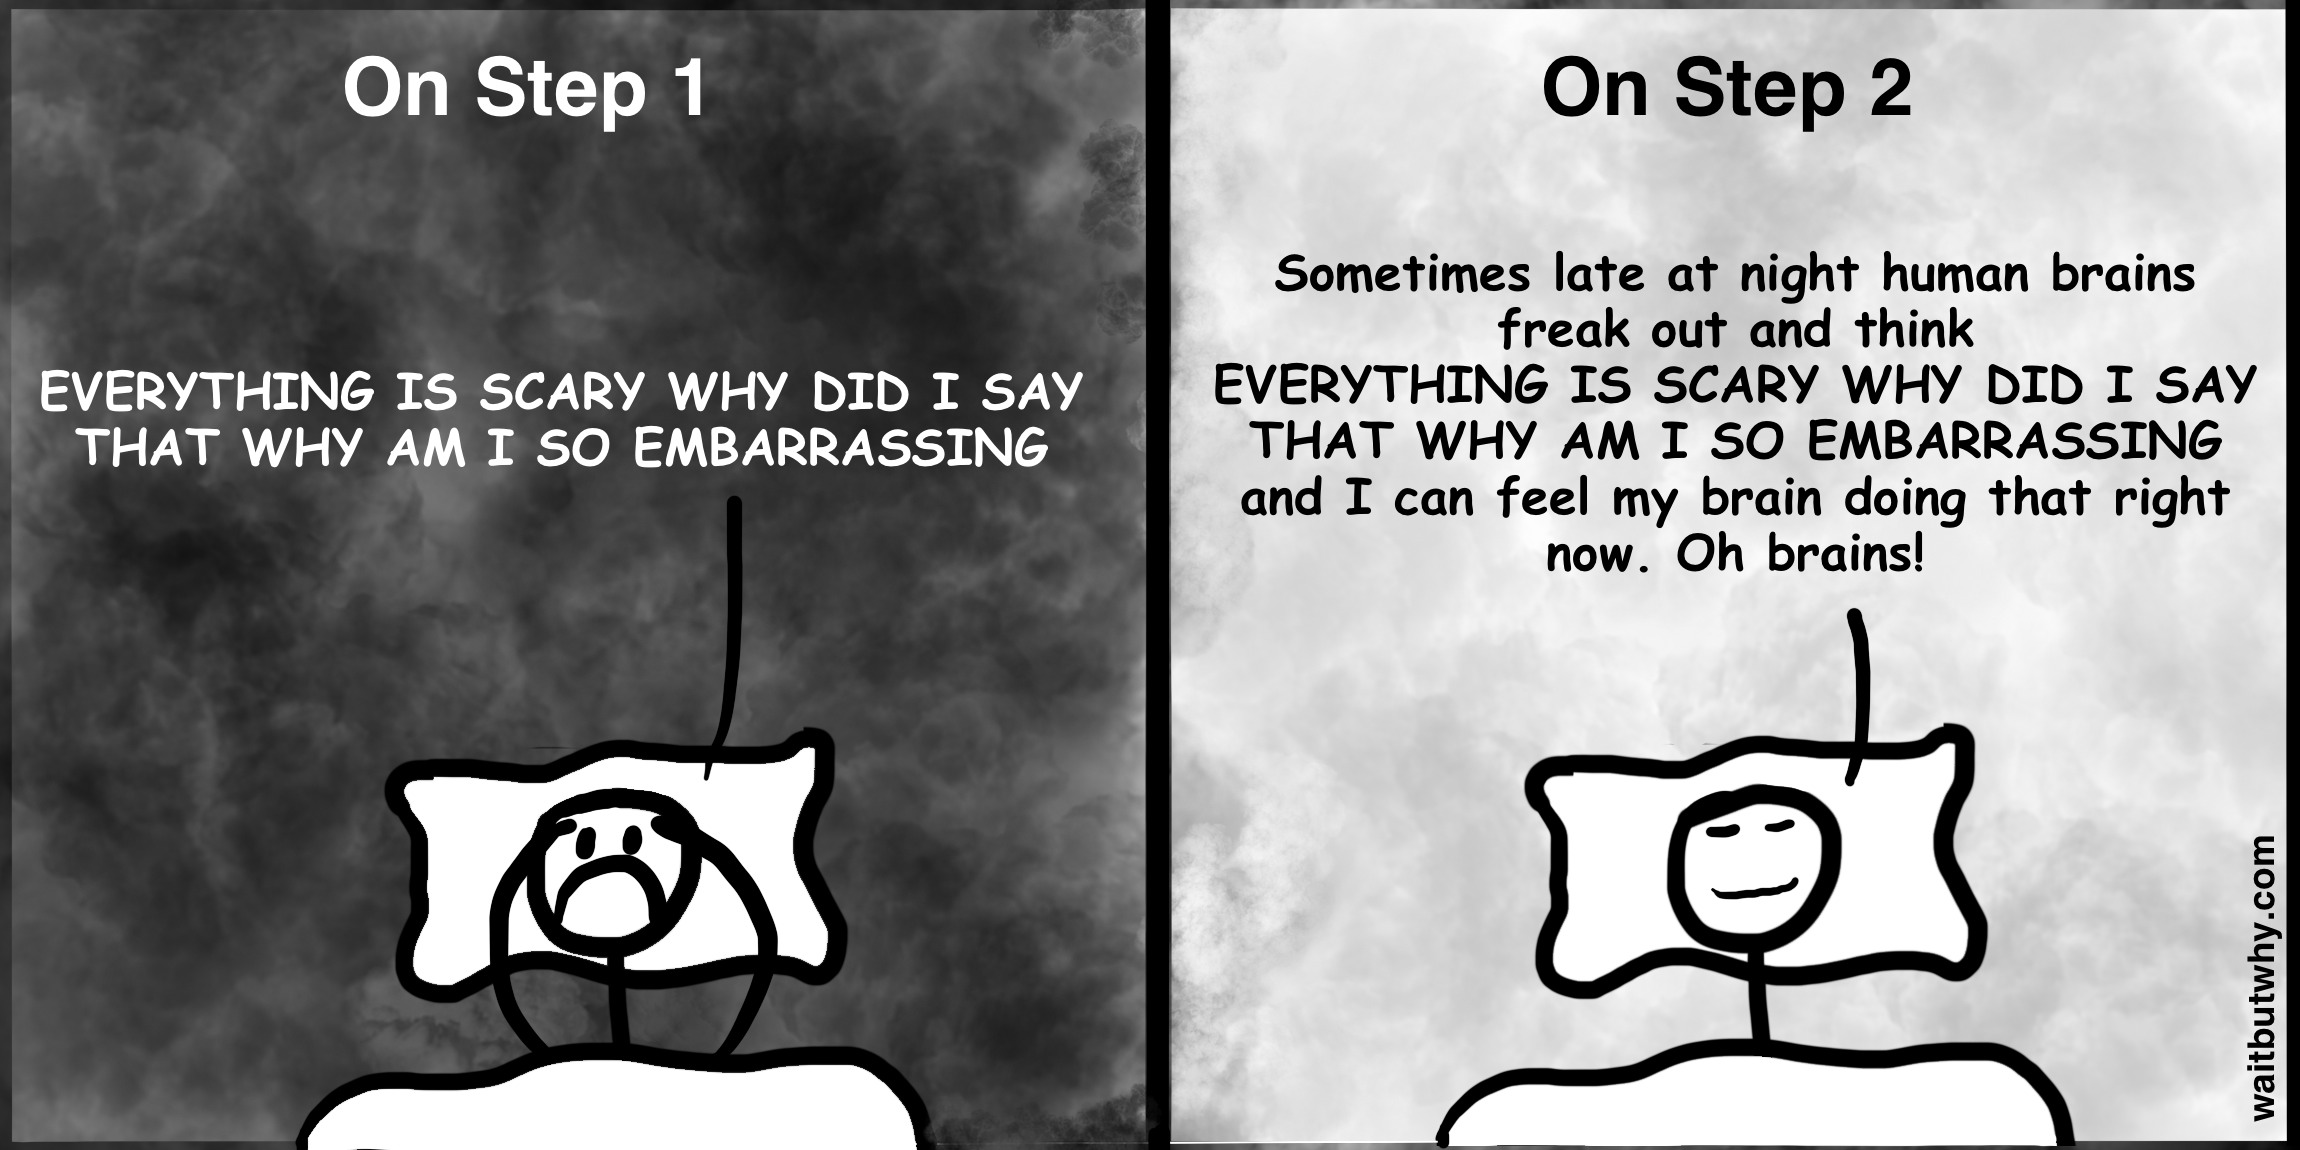 On Step 1
EVERYTHING IS SCARY WHY DID I SAY
THAT WHY AM I SO EMBARRASSING
On Step 2
Sometimes late at night human brains
freak out and think
EVERYTHING IS SCARY WHY DID I SAY
THAT WHY AM I SO EMBARRASSING
and I can feel my brain doing that right
now. Oh brains!
waitbutwhy.com